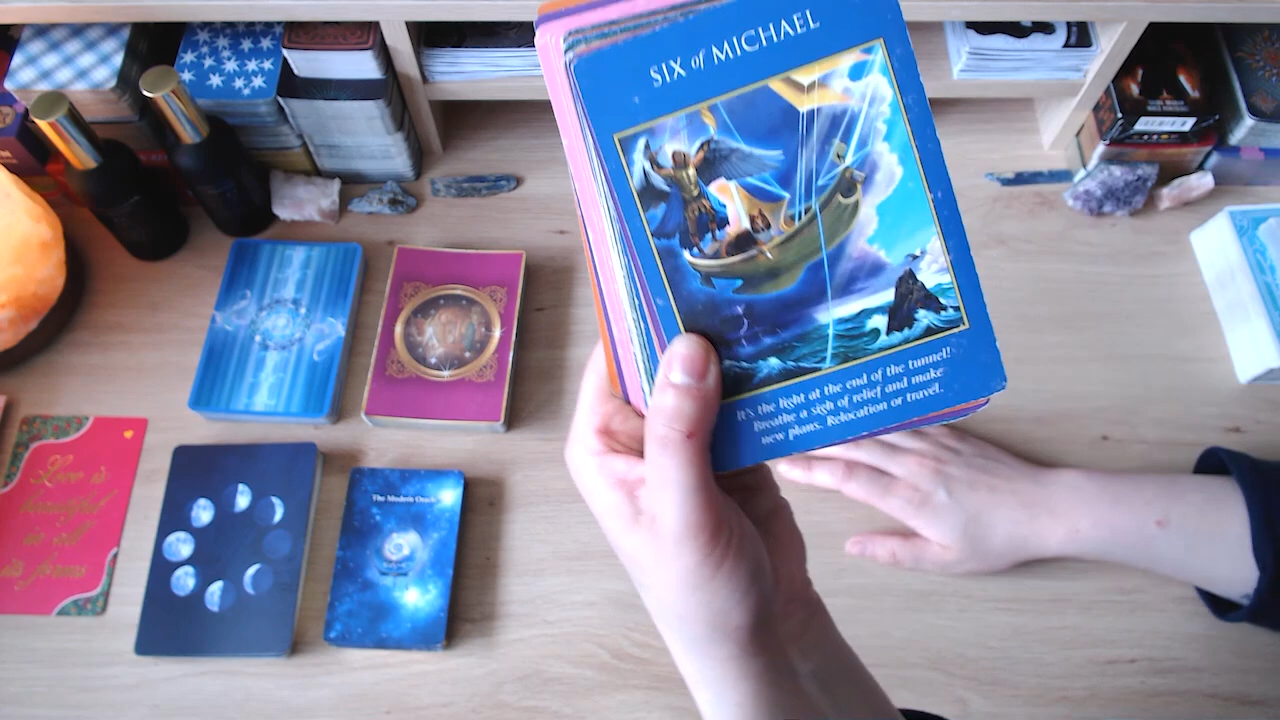 SIX of MICHAEL
It's the light at the end of the tunnel!
Breathe a sigh of relief and make
new plans. Relocation or travel.
The Modern Oracle
Love is
beautiful
in all
its forms